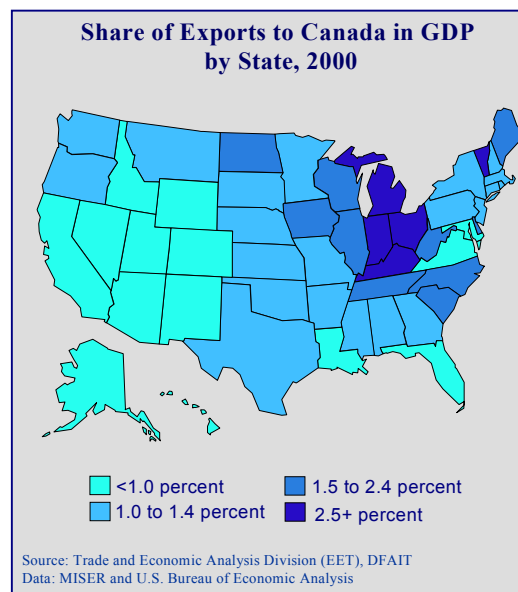 Share of Exports to Canada in GDP
by State, 2000
<1.0 percent
1.5 to 2.4 percent
1.0 to 1.4 percent
2.5+ percent
Source: Trade and Economic Analysis Division (EET), DFAIT
Data: MISER and U.S. Bureau of Economic Analysis